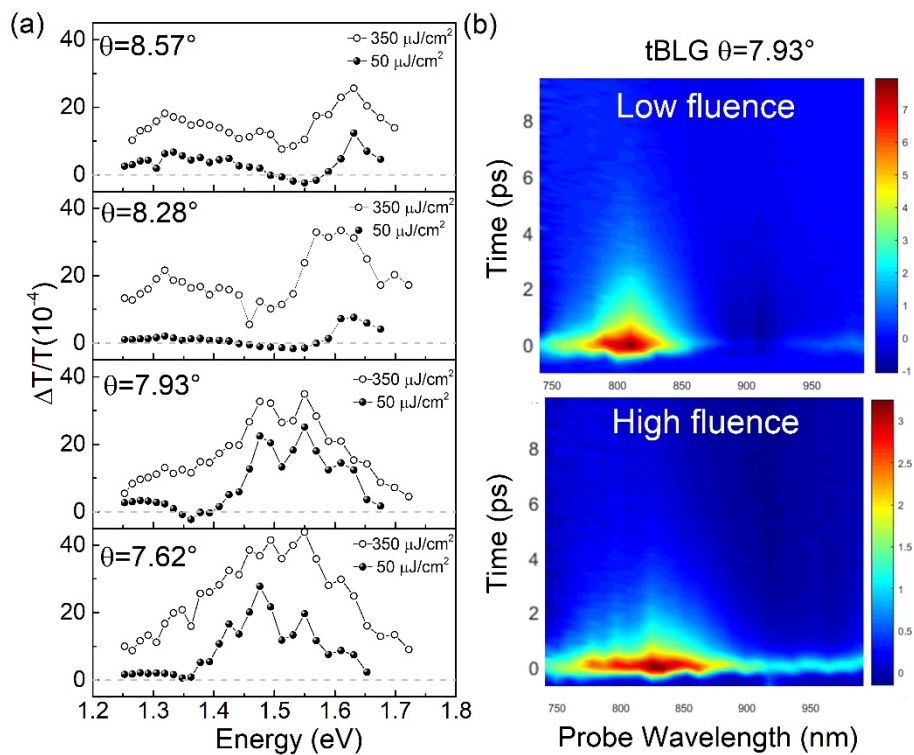 (a)
θ=8.57°
350 μJ/cm²
50 μJ/cm²
40
20
0
θ=8.28°
350 μJ/cm²
50 μJ/cm²
40
20
0
θ=7.93°
350 μJ/cm²
50 μJ/cm²
40
20
0
θ=7.62°
350 μJ/cm²
50 μJ/cm²
40
20
0
ΔT/T(10⁻⁴)
1.2 1.3 1.4 1.5 1.6 1.7 1.8
Energy (eV)
(b)
tBLG θ=7.93°
Low fluence
8
6
4
2
0
Time (ps)
750 800 850 900 950
7
6
5
4
3
2
1
0
-1
High fluence
8
6
4
2
0
Time (ps)
750 800 850 900 950
3
2.5
2
1.5
1
0.5
0
Probe Wavelength (nm)